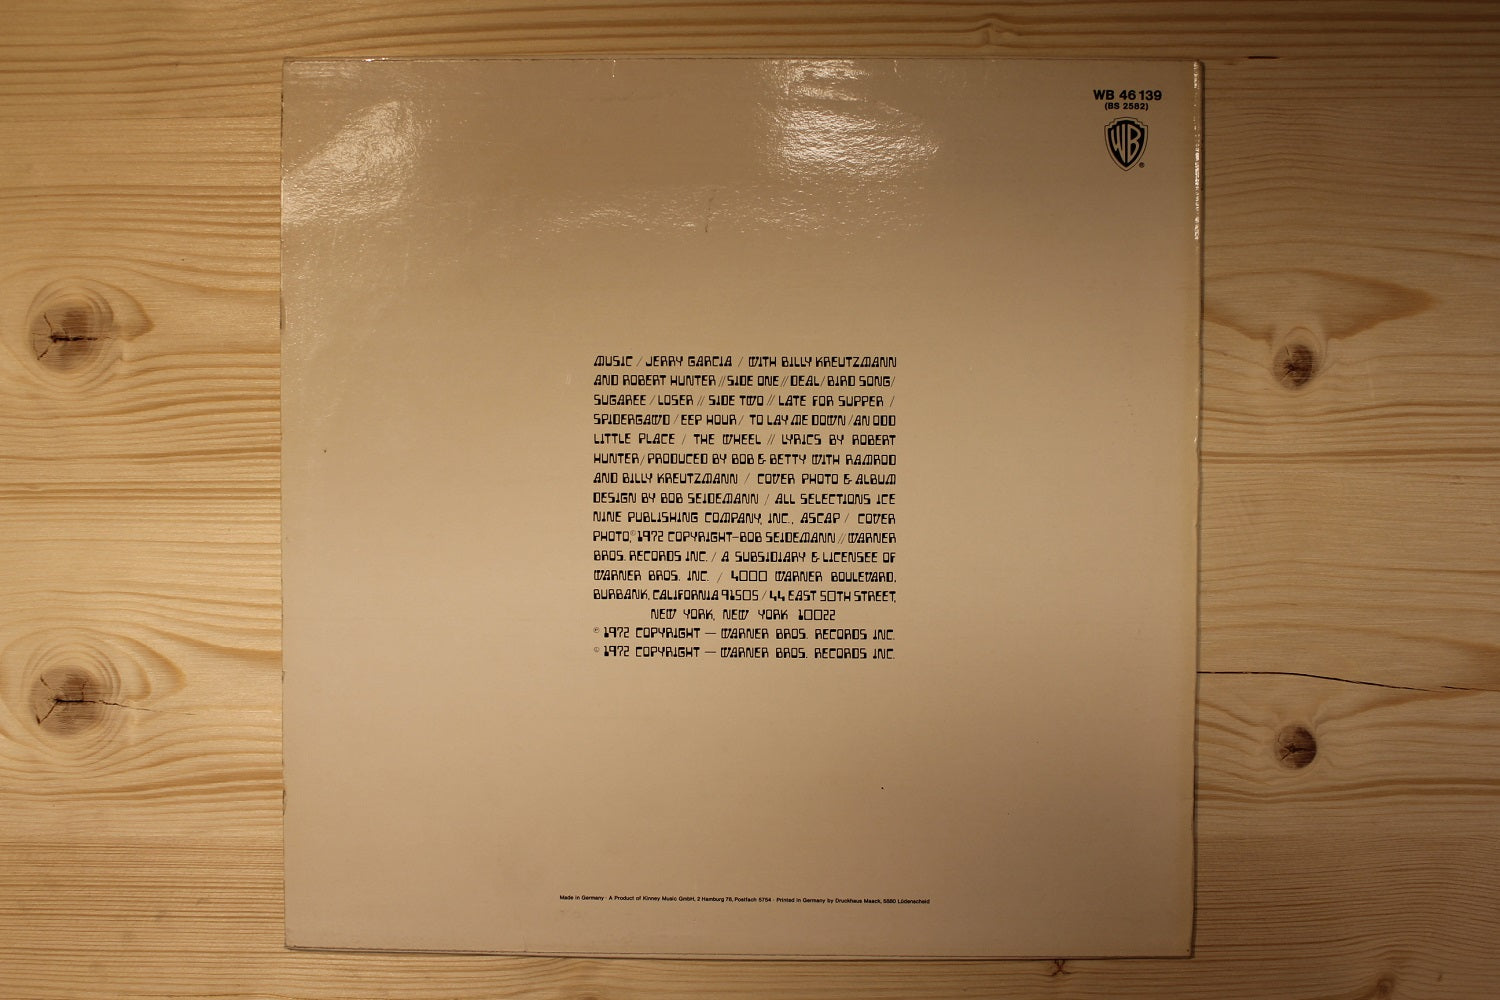 WB 46 139
(BS 2582)
WB
®
MUSIC / JERRY GARCIA / WITH BILLY KREUTZMANN
AND ROBERT HUNTER // SIDE ONE // DEAL / BIRD SONG /
SUGAREE / LOSER // SIDE TWO // LATE FOR SUPPER /
SPIDERGAWD / EEP HOUR / TO LAY ME DOWN / AN ODD
LITTLE PLACE / THE WHEEL // LYRICS BY ROBERT
HUNTER / PRODUCED BY BOB & BETTY WITH RAMROD
AND BILLY KREUTZMANN / COVER PHOTO & ALBUM
DESIGN BY BOB SEIDEMANN / ALL SELECTIONS ICE
NINE PUBLISHING COMPANY, INC., ASCAP / COVER
PHOTO, © 1972 COPYRIGHT-BOB SEIDEMANN // WARNER
BROS. RECORDS INC. / A SUBSIDIARY & LICENSEE OF
WARNER BROS. INC. / 4000 WARNER BOULEVARD,
BURBANK, CALIFORNIA 91505 / 44 EAST 50TH STREET,
NEW YORK, NEW YORK 10022
℗ 1972 COPYRIGHT — WARNER BROS. RECORDS INC.
© 1972 COPYRIGHT — WARNER BROS. RECORDS INC.
Made in Germany · A Product of Kinney Music GmbH, 2 Hamburg 76, Postfach 5754 · Printed in Germany by Druckhaus Maack, 5880 Lüdenscheid